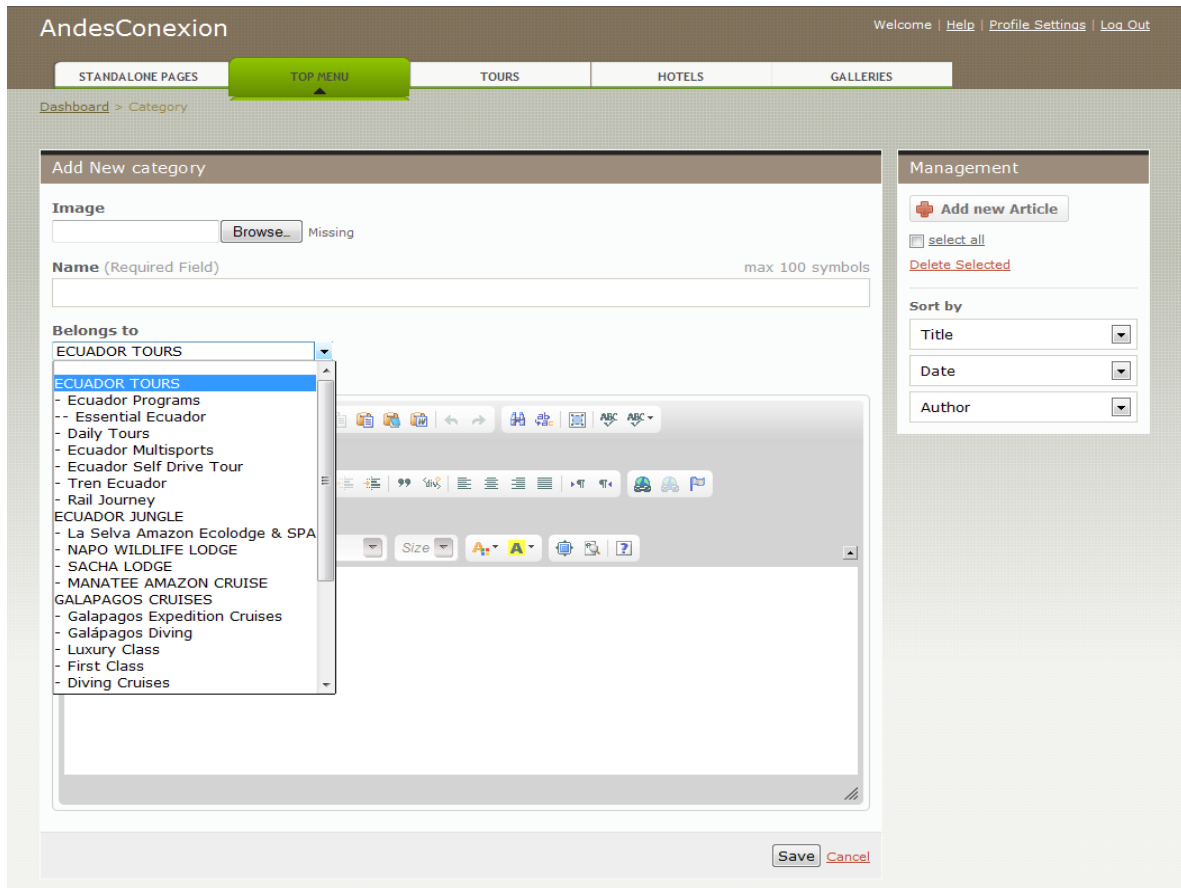 AndesConexion
Welcome | Help | Profile Settings | Log Out
STANDALONE PAGES
TOP MENU
TOURS
HOTELS
GALLERIES
Dashboard > Category
Add New category
Image
Browse... Missing
Name (Required Field)
max 100 symbols
Belongs to
ECUADOR TOURS
ECUADOR TOURS
- Ecuador Programs
-- Essential Ecuador
- Daily Tours
- Ecuador Multisports
- Ecuador Self Drive Tour
- Tren Ecuador
- Rail Journey
ECUADOR JUNGLE
- La Selva Amazon Ecolodge & SPA
- NAPO WILDLIFE LODGE
- SACHA LODGE
- MANATEE AMAZON CRUISE
GALAPAGOS CRUISES
- Galapagos Expedition Cruises
- Galápagos Diving
- Luxury Class
- First Class
- Diving Cruises
ABC ABC
Size
Save Cancel
Management
Add new Article
select all
Delete Selected
Sort by
Title
Date
Author